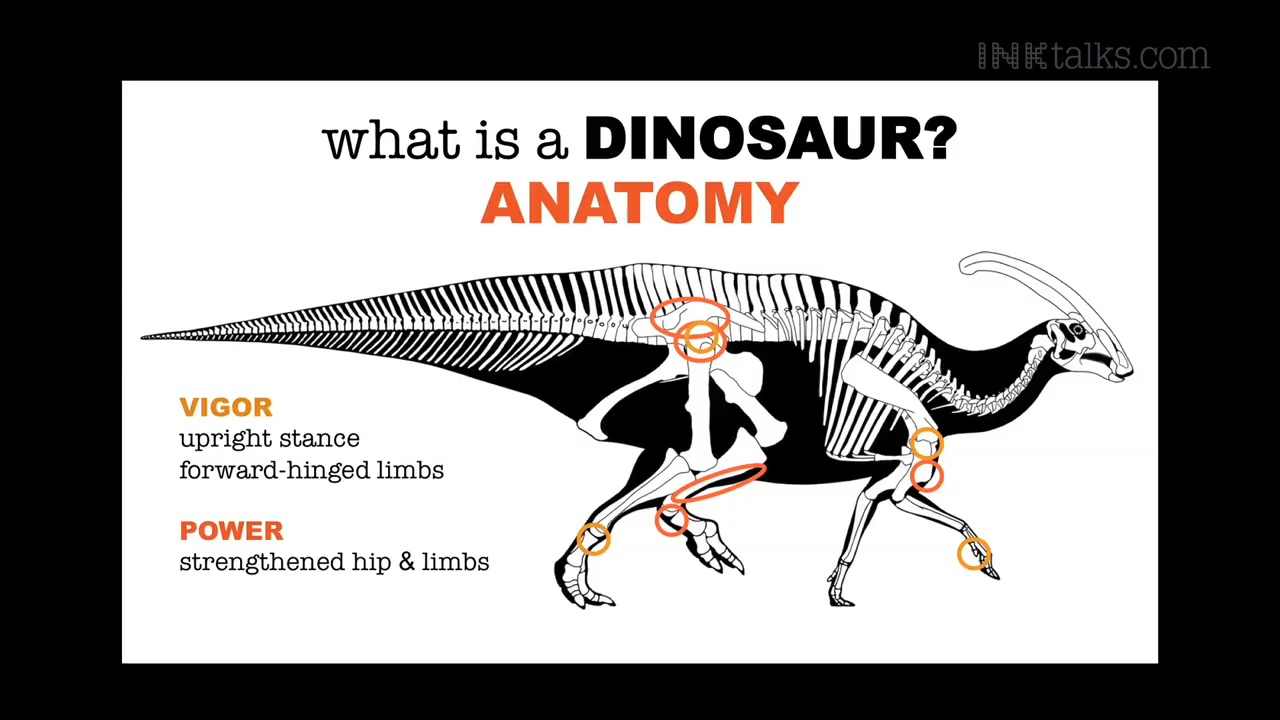 INKtalks.com
what is a DINOSAUR?
ANATOMY
VIGOR
upright stance
forward-hinged limbs
POWER
strengthened hip & limbs